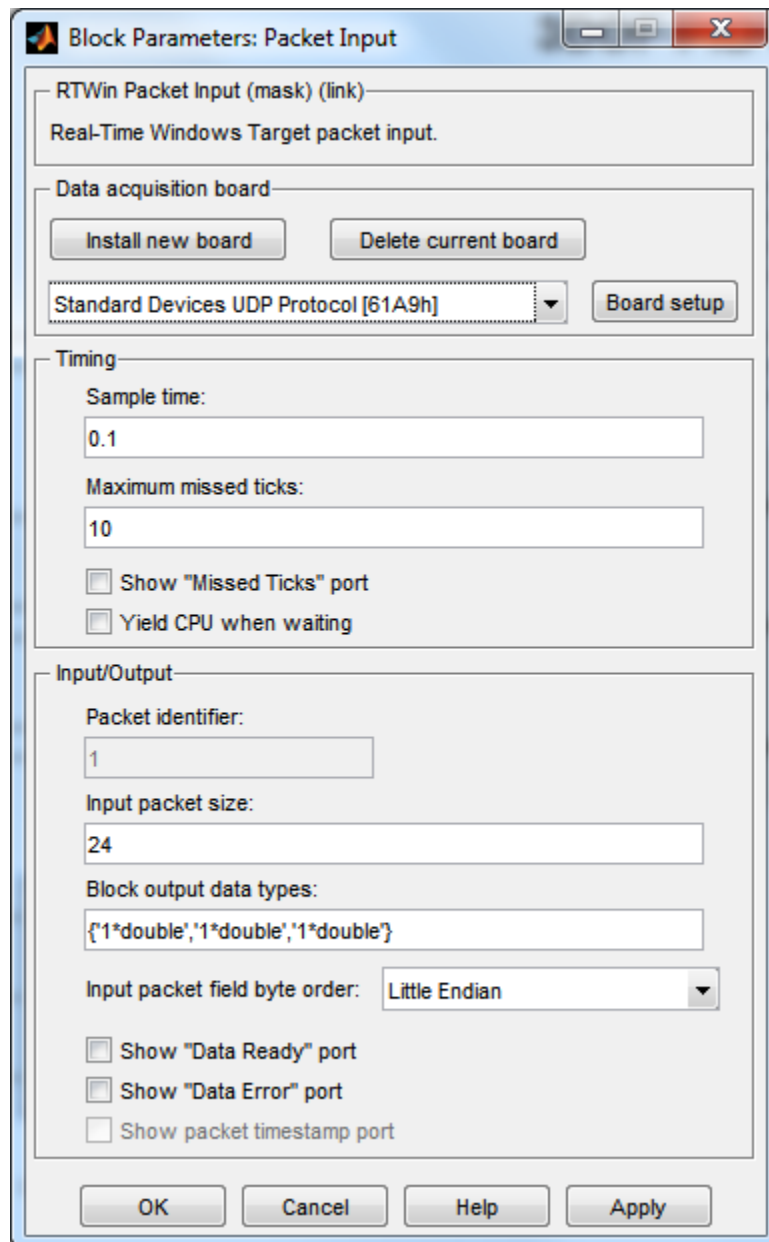 Block Parameters: Packet Input
RTWin Packet Input (mask) (link)
Real-Time Windows Target packet input.
Data acquisition board
Install new board
Delete current board
Standard Devices UDP Protocol [61A9h]
Board setup
Timing
Sample time:
0.1
Maximum missed ticks:
10
Show "Missed Ticks" port
Yield CPU when waiting
Input/Output
Packet identifier:
1
Input packet size:
24
Block output data types:
{'1*double','1*double','1*double'}
Input packet field byte order:
Little Endian
Show "Data Ready" port
Show "Data Error" port
Show packet timestamp port
OK
Cancel
Help
Apply